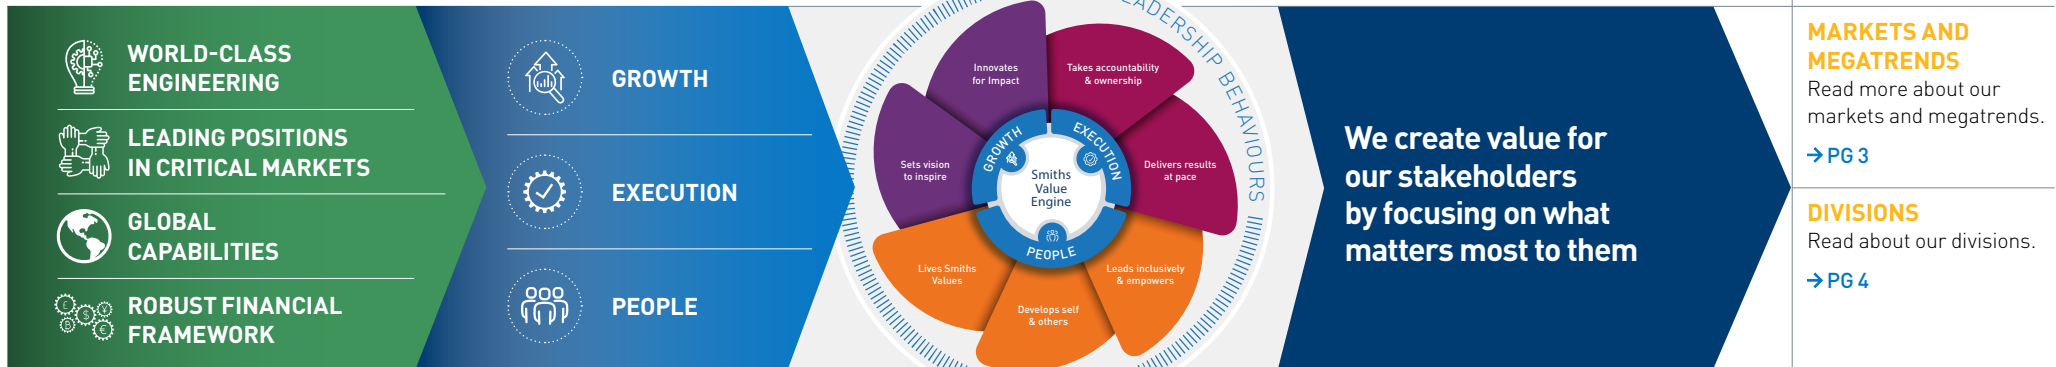 WORLD-CLASS
ENGINEERING
LEADING POSITIONS
IN CRITICAL MARKETS
GLOBAL
CAPABILITIES
ROBUST FINANCIAL
FRAMEWORK
GROWTH
EXECUTION
PEOPLE
BEHAVIOURS
Innovates
for Impact
Takes accountability
& ownership
Sets vision
to inspire
Delivers results
at pace
Lives Smiths
Values
Leads inclusively
& empowers
Develops self
& others
GROWTH
EXECUTION
PEOPLE
Smiths
Value
Engine
We create value for
our stakeholders
by focusing on what
matters most to them
MARKETS AND
MEGATRENDS
Read more about our
markets and megatrends.
→ PG 3
DIVISIONS
Read about our divisions.
→ PG 4